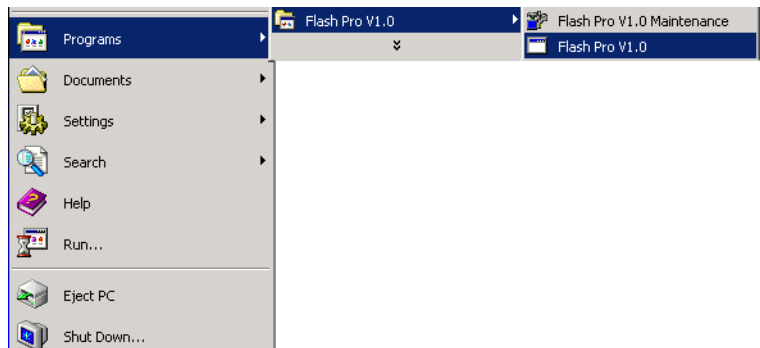 Programs
Documents
Settings
Search
Help
Run...
Eject PC
Shut Down...
Flash Pro V1.0
Flash Pro V1.0 Maintenance
Flash Pro V1.0